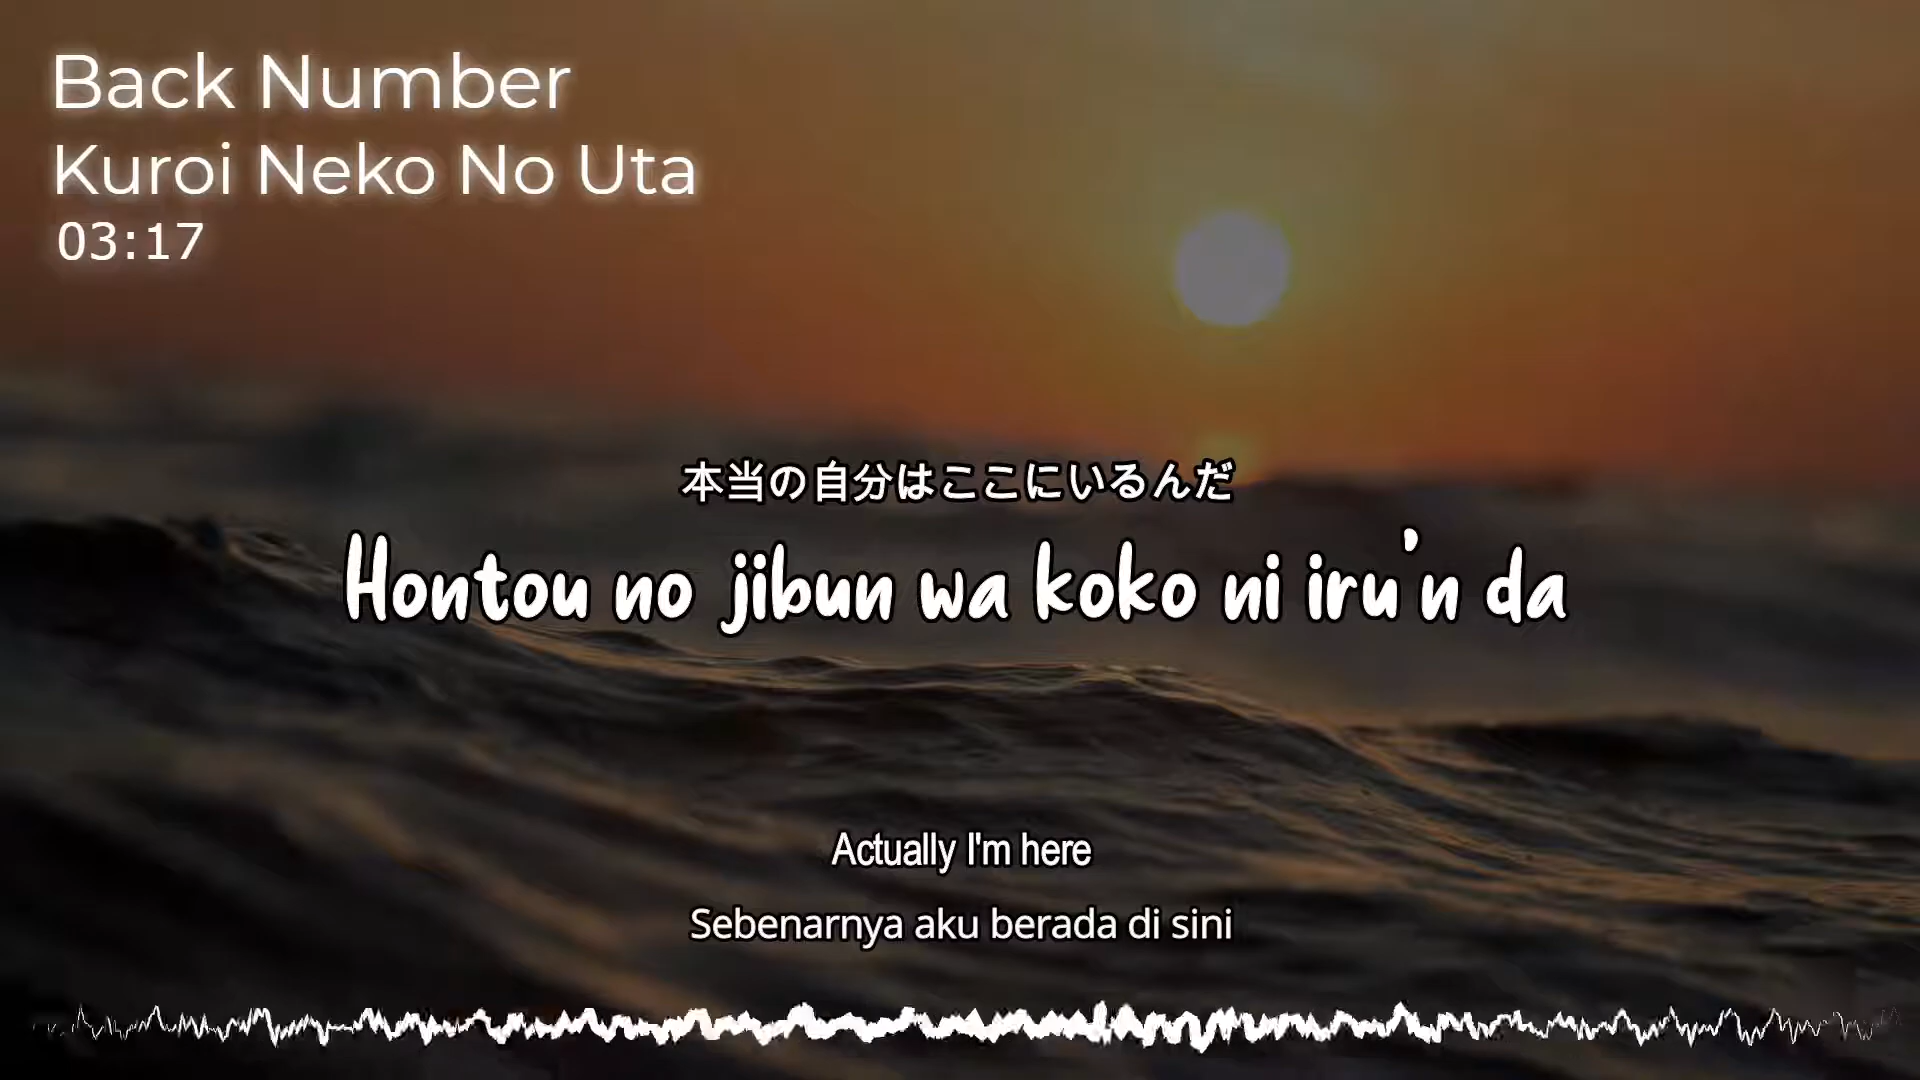 Back Number
Kuroi Neko No Uta
03:17
本当の自分はここにいるんだ
Hontou no jibun wa koko ni iru'n da
Actually I'm here
Sebenarnya aku berada di sini